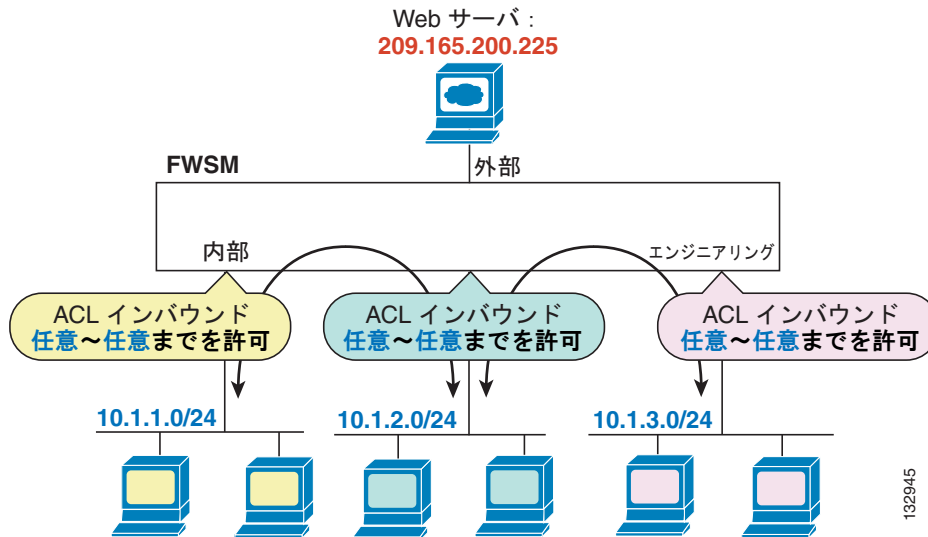 Web サーバ：
209.165.200.225
FWSM
外部
内部
エンジニアリング
ACL インバウンド
任意～任意までを許可
ACL インバウンド
任意～任意までを許可
ACL インバウンド
任意～任意までを許可
10.1.1.0/24
10.1.2.0/24
10.1.3.0/24
132945